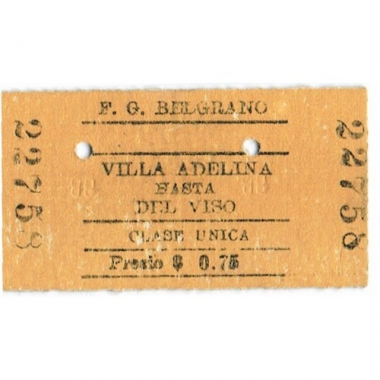 F. G. BELGRANO
VILLA ADELINA
HASTA
DEL VISO
CLASE UNICA
Precio $ 0.75
22758
22758